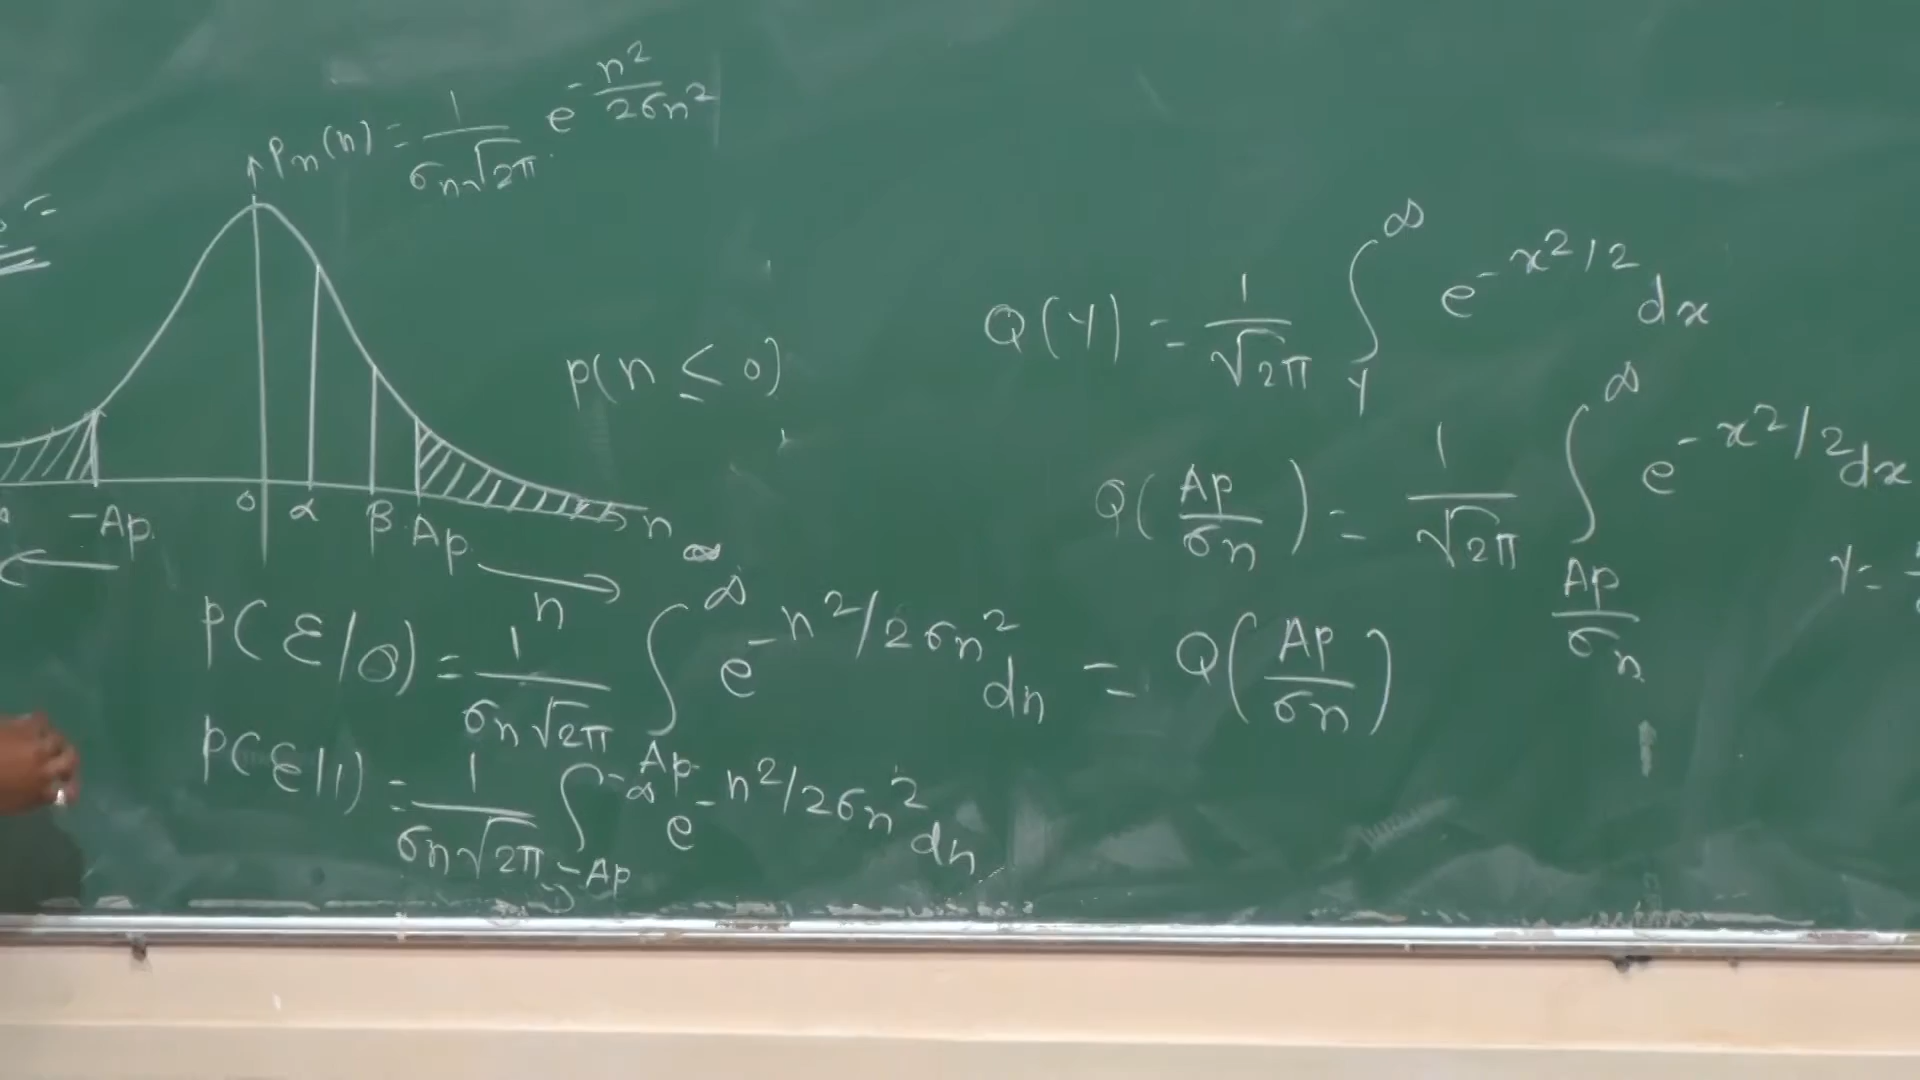 Pn(n) = 1/(σn√2π) e^(-n²/2σn²)
p(n ≤ 0)
-Ap 0 α β Ap n ∞
n
Q(y) = 1/√2π ∫_y^∞ e^(-x²/2) dx
Q(Ap/σn) = 1/√2π ∫_(Ap/σn)^∞ e^(-x²/2) dx
y =
P(ε/0) = 1/(σn√2π) ∫_Ap^∞ e^(-n²/2σn²) dn = Q(Ap/σn)
P(ε|1) = 1/(σn√2π) ∫_(-Ap)^(-∞) e^(-n²/2σn²) dn